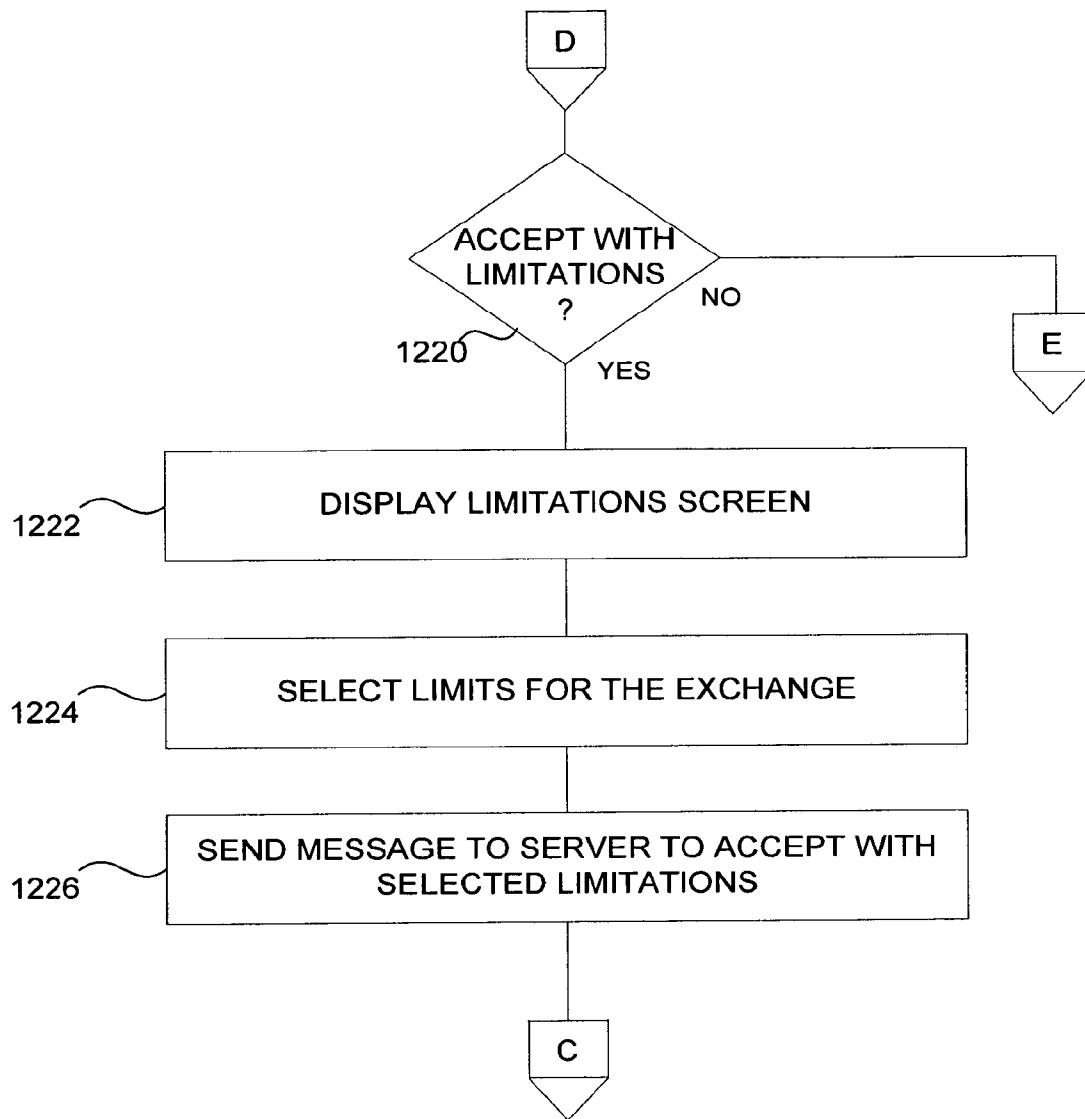 D
ACCEPT WITH
LIMITATIONS
?
NO
1220
YES
E
DISPLAY LIMITATIONS SCREEN
1222
SELECT LIMITS FOR THE EXCHANGE
1224
SEND MESSAGE TO SERVER TO ACCEPT WITH
SELECTED LIMITATIONS
1226
C